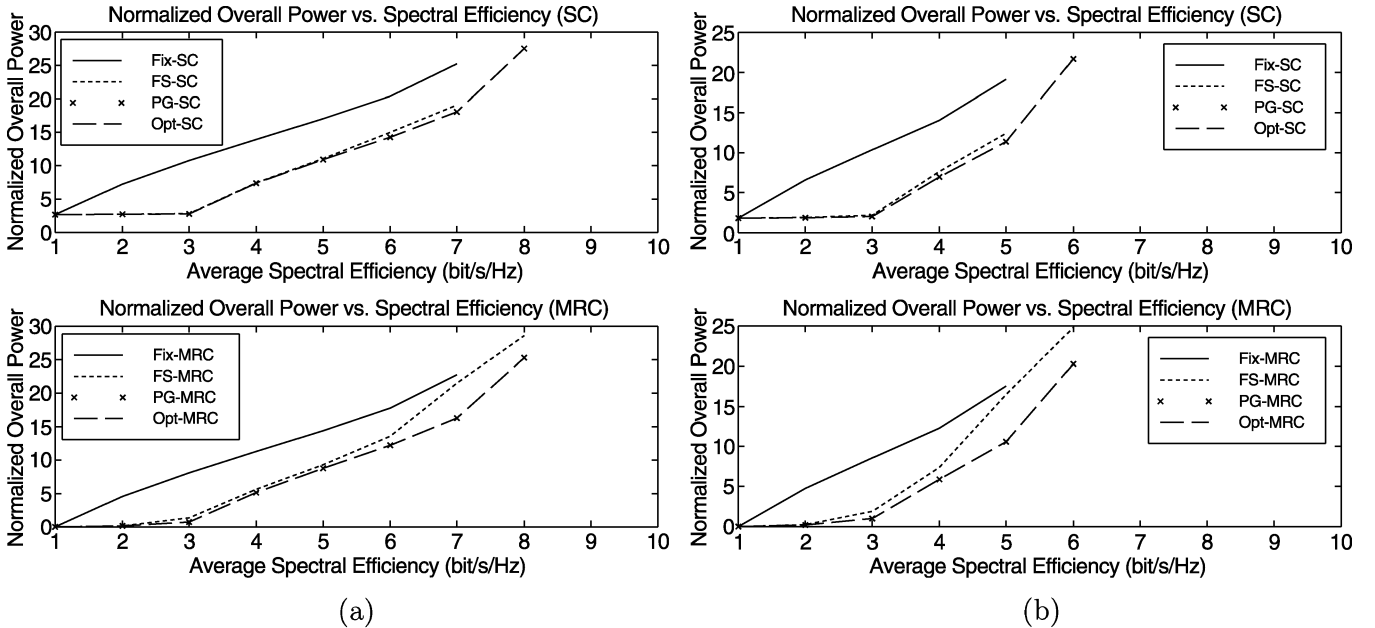 Normalized Overall Power vs. Spectral Efficiency (SC)
Normalized Overall Power
30
25
20
15
10
5
0
Fix-SC
FS-SC
PG-SC
Opt-SC
1 2 3 4 5 6 7 8 9 10
Average Spectral Efficiency (bit/s/Hz)
Normalized Overall Power vs. Spectral Efficiency (MRC)
Normalized Overall Power
30
25
20
15
10
5
0
Fix-MRC
FS-MRC
PG-MRC
Opt-MRC
1 2 3 4 5 6 7 8 9 10
Average Spectral Efficiency (bit/s/Hz)
(a)
Normalized Overall Power vs. Spectral Efficiency (SC)
Normalized Overall Power
25
20
15
10
5
0
Fix-SC
FS-SC
PG-SC
Opt-SC
1 2 3 4 5 6 7 8 9 10
Average Spectral Efficiency (bit/s/Hz)
Normalized Overall Power vs. Spectral Efficiency (MRC)
Normalized Overall Power
25
20
15
10
5
0
Fix-MRC
FS-MRC
PG-MRC
Opt-MRC
1 2 3 4 5 6 7 8 9 10
Average Spectral Efficiency (bit/s/Hz)
(b)